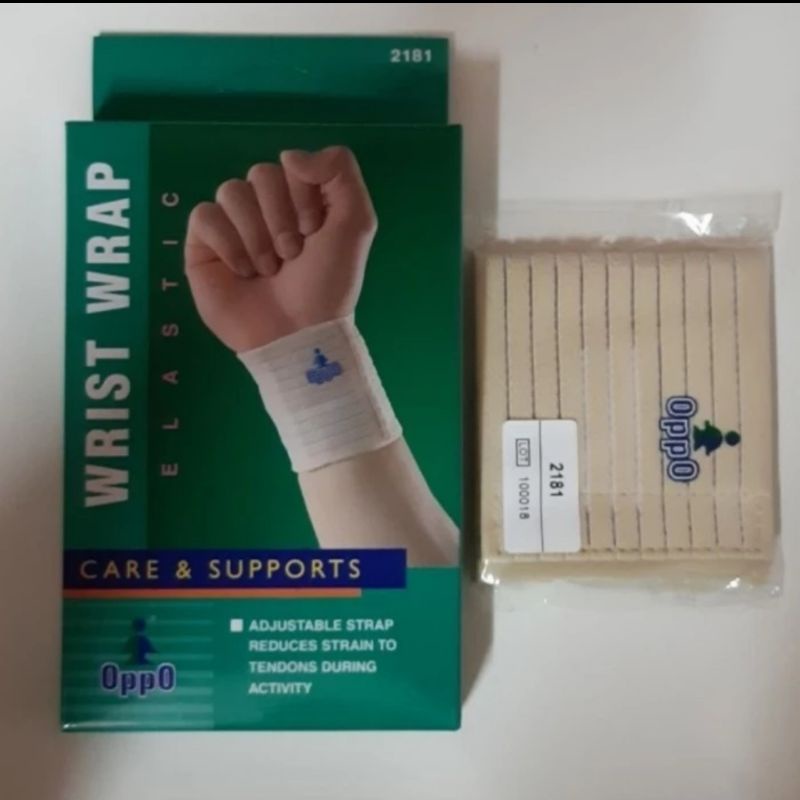 2181
WRIST WRAP
ELASTIC
OppO
CARE & SUPPORTS
OppO
ADJUSTABLE STRAP
REDUCES STRAIN TO
TENDONS DURING
ACTIVITY
OppO
2181
LOT 100018